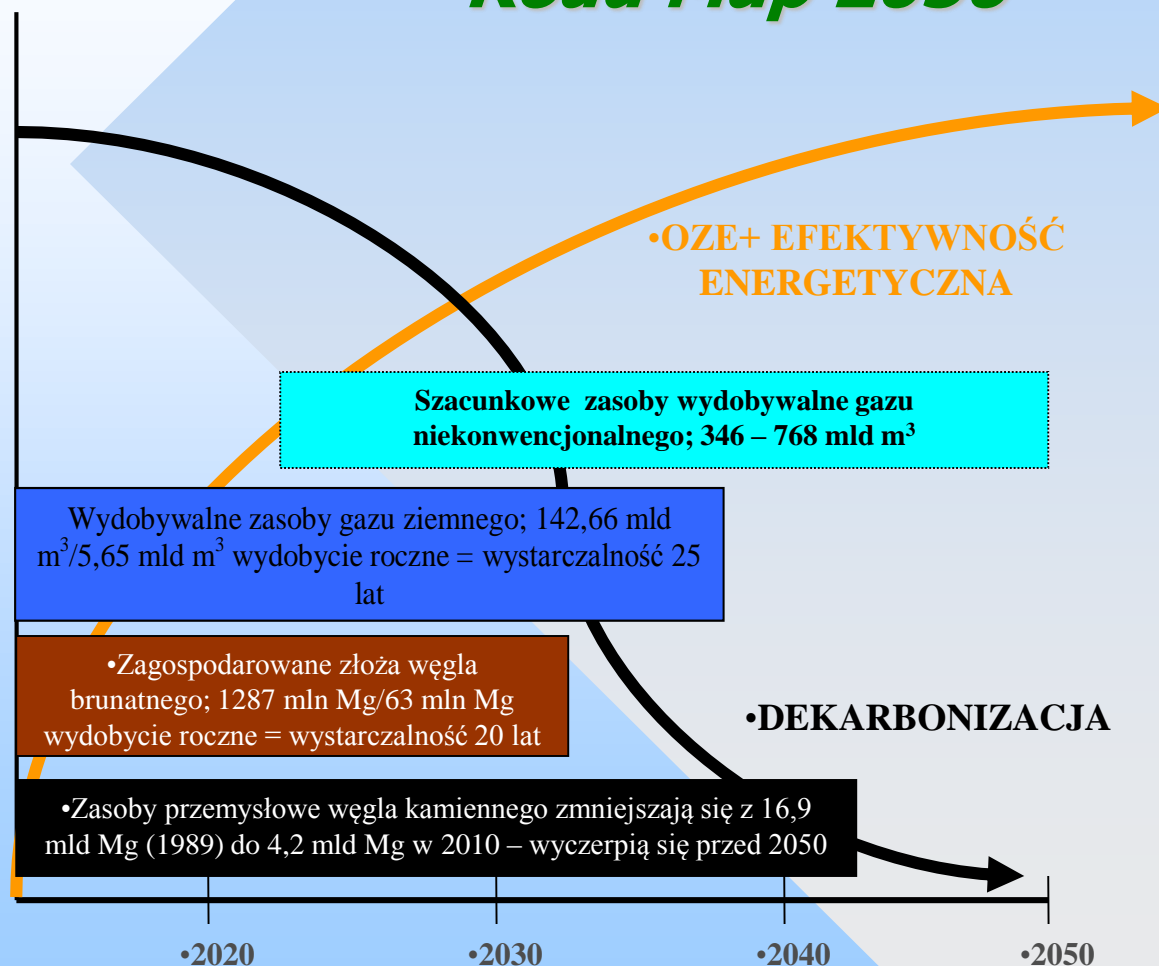 Road Map 2050
•OZE+ EFEKTYWNOŚĆ
ENERGETYCZNA
Szacunkowe zasoby wydobywalne gazu
niekonwencjonalnego; 346 – 768 mld m³
Wydobywalne zasoby gazu ziemnego; 142,66 mld
m³/5,65 mld m³ wydobycie roczne = wystarczalność 25
lat
•Zagospodarowane złoża węgla
brunatnego; 1287 mln Mg/63 mln Mg
wydobycie roczne = wystarczalność 20 lat
•DEKARBONIZACJA
•Zasoby przemysłowe węgla kamiennego zmniejszają się z 16,9
mld Mg (1989) do 4,2 mld Mg w 2010 – wyczerpią się przed 2050
•2020 •2030 •2040 •2050